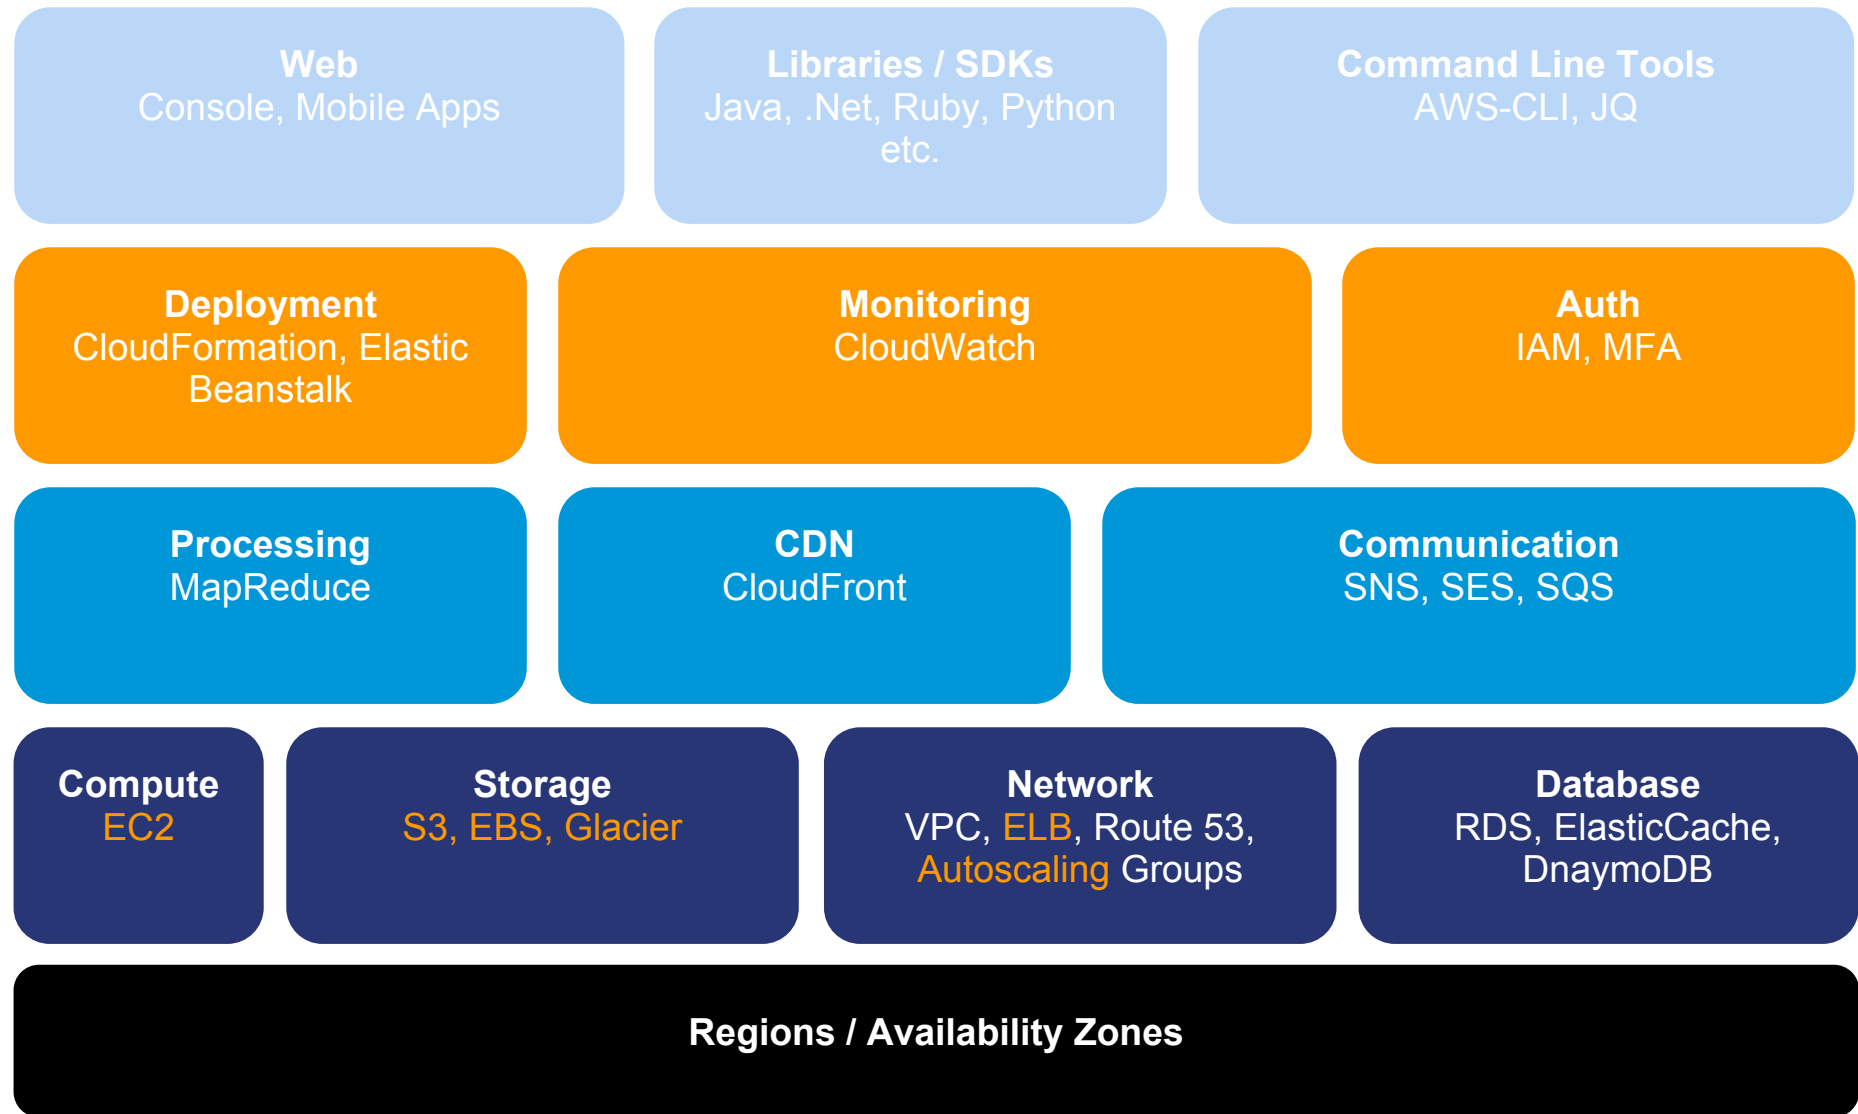 Web
Console, Mobile Apps
Libraries / SDKs
Java, .Net, Ruby, Python
etc.
Command Line Tools
AWS-CLI, JQ
Deployment
CloudFormation, Elastic
Beanstalk
Monitoring
CloudWatch
Auth
IAM, MFA
Processing
MapReduce
CDN
CloudFront
Communication
SNS, SES, SQS
Compute
EC2
Storage
S3, EBS, Glacier
Network
VPC, ELB, Route 53,
Autoscaling Groups
Database
RDS, ElasticCache,
DnaymoDB
Regions / Availability Zones